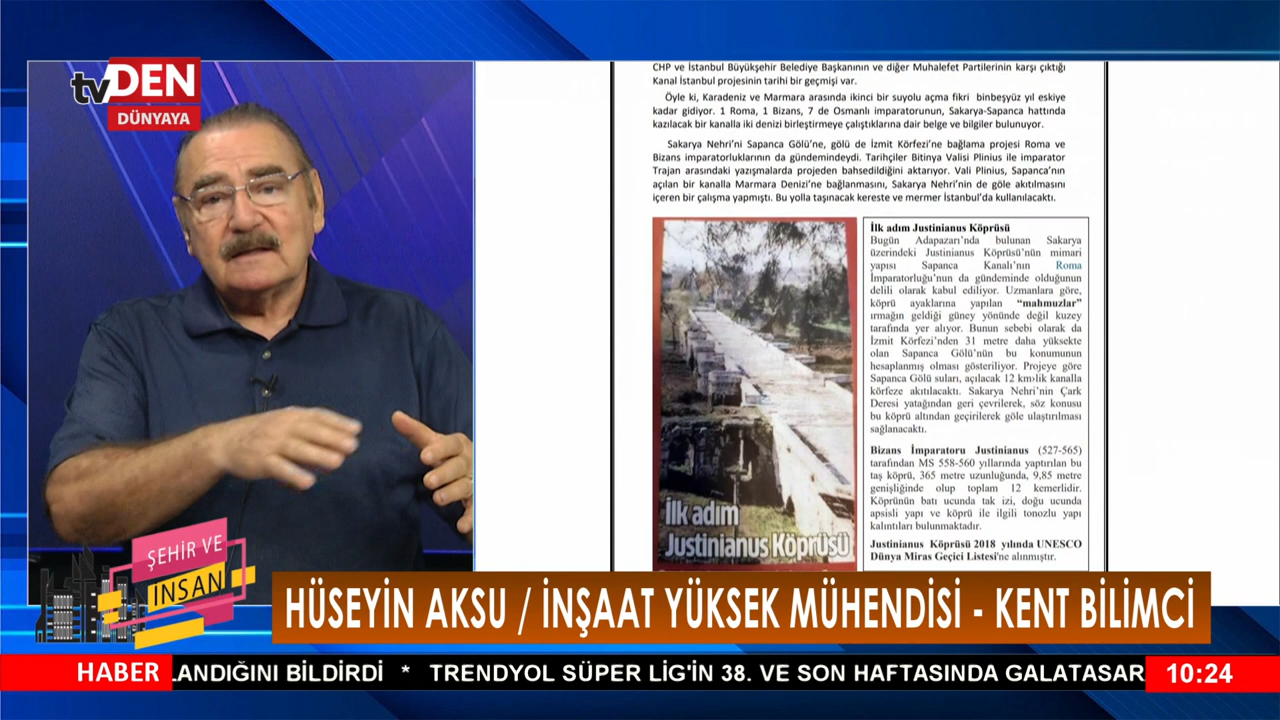 tvDEN
DÜNYAYA
CHP ve İstanbul Büyükşehir Belediye Başkanının ve diğer Muhalefet Partilerinin karşı çıktığı
Kanal İstanbul projesinin tarihi bir geçmişi var.
Öyle ki, Karadeniz ve Marmara arasında ikinci bir suyolu açma fikri binbeşyüz yıl eskiye
kadar gidiyor. 1 Roma, 1 Bizans, 7 de Osmanlı imparatorunun, Sakarya-Sapanca hattında
kazılacak bir kanalla iki denizi birleştirmeye çalıştıklarına dair belge ve bilgiler bulunuyor.
Sakarya Nehri’ni Sapanca Gölü’ne, gölü de İzmit Körfezi’ne bağlama projesi Roma ve
Bizans imparatorluklarının da gündemindeydi. Tarihçiler Bitinya Valisi Plinius ile imparator
Trajan arasındaki yazışmalarda projeden bahsedildiğini aktarıyor. Vali Plinius, Sapanca’nın
açılan bir kanalla Marmara Denizi’ne bağlanmasını, Sakarya Nehri’nin de göle akıtılmasını
içeren bir çalışma yapmıştı. Bu yolla taşınacak kereste ve mermer İstanbul’da kullanılacaktı.
İlk adım
Justinianus Köprüsü
İlk adım Justinianus Köprüsü
Bugün Adapazarı’nda bulunan Sakarya
üzerindeki Justinianus Köprüsü’nün mimari
yapısı Sapanca Kanalı’nın Roma
İmparatorluğu’nun da gündeminde olduğunun
delili olarak kabul ediliyor. Uzmanlara göre,
köprü ayaklarına yapılan “mahmuzlar”
ırmağın geldiği güney yönünde değil kuzey
tarafında yer alıyor. Bunun sebebi olarak da
İzmit Körfezi’nden 31 metre daha yüksekte
olan Sapanca Gölü’nün bu konumunun
hesaplanmış olması gösteriliyor. Projeye göre
Sapanca Gölü suları, açılacak 12 km›lik kanalla
körfeze akıtılacaktı. Sakarya Nehri’nin Çark
Deresi yatağından geri çevrilerek, söz konusu
bu köprü altından geçirilerek göle ulaştırılması
sağlanacaktı.
Bizans İmparatoru Justinianus (527-565)
tarafından MS 558-560 yıllarında yaptırılan bu
taş köprü, 365 metre uzunluğunda, 9,85 metre
genişliğinde olup toplam 12 kemerlidir.
Köprünün batı ucunda tak izi, doğu ucunda
apsisli yapı ve köprü ile ilgili tonozlu yapı
kalıntıları bulunmaktadır.
Justinianus Köprüsü 2018 yılında UNESCO
Dünya Miras Geçici Listesi'ne alınmıştır.
ŞEHİR VE
INSAN
HÜSEYİN AKSU / İNŞAAT YÜKSEK MÜHENDİSİ - KENT BİLİMCİ
HABER LANDIĞINI BİLDİRDİ * TRENDYOL SÜPER LİG'İN 38. VE SON HAFTASINDA GALATASAR 10:24